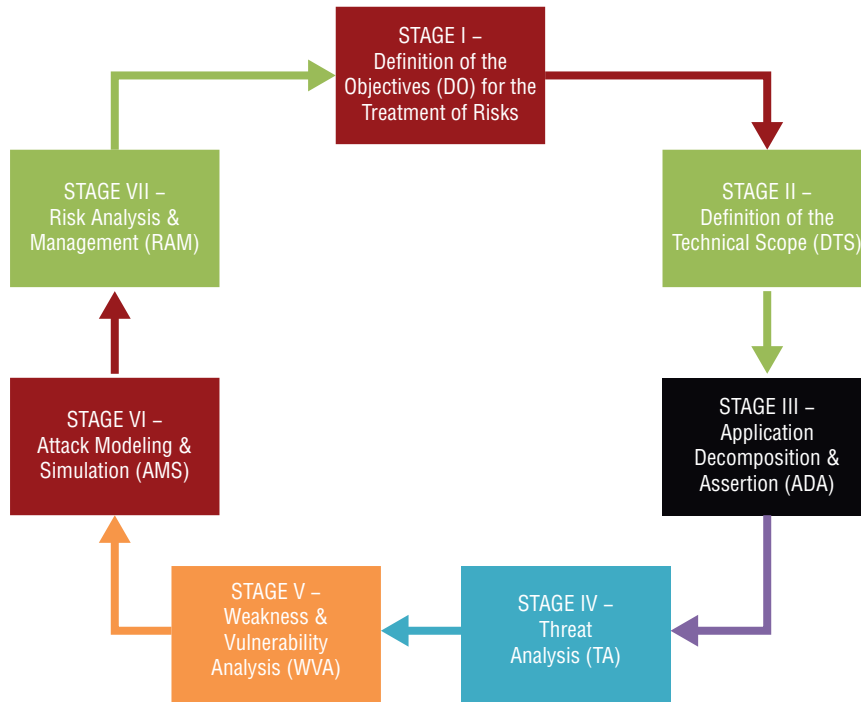 STAGE I –
Definition of the
Objectives (DO) for the
Treatment of Risks
STAGE II –
Definition of the
Technical Scope (DTS)
STAGE III –
Application
Decomposition &
Assertion (ADA)
STAGE IV –
Threat
Analysis (TA)
STAGE V –
Weakness &
Vulnerability
Analysis (WVA)
STAGE VI –
Attack Modeling &
Simulation (AMS)
STAGE VII –
Risk Analysis &
Management (RAM)